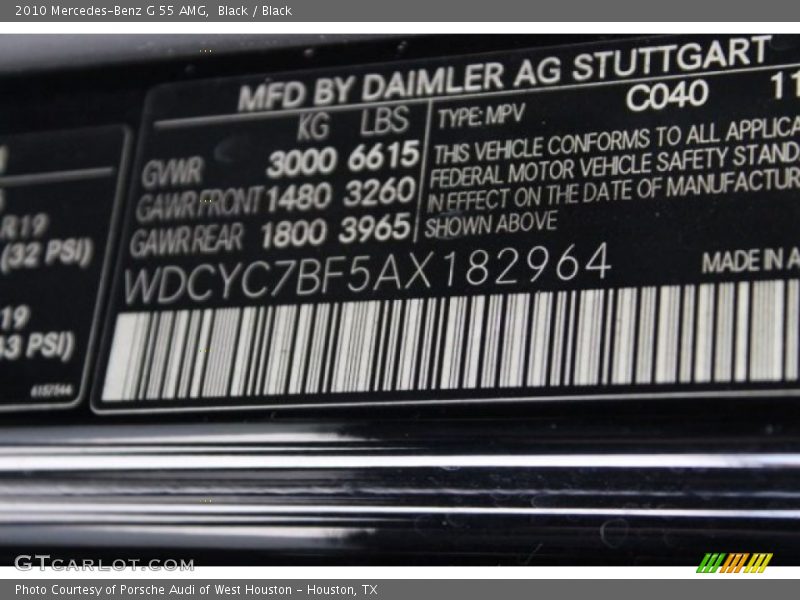 2010 Mercedes-Benz G 55 AMG, Black / Black
MFD BY DAIMLER AG STUTTGART
KG LBS
TYPE: MPV C040 11
GVWR 3000 6615
GAWR FRONT 1480 3260
GAWR REAR 1800 3965
THIS VEHICLE CONFORMS TO ALL APPLICA
FEDERAL MOTOR VEHICLE SAFETY STAND
IN EFFECT ON THE DATE OF MANUFACTUR
SHOWN ABOVE
WDCYC7BF5AX182964
MADE IN A
R19
(32 PSI)
19
43 PSI)
6157544
GTCARLOT.COM
Photo Courtesy of Porsche Audi of West Houston - Houston, TX